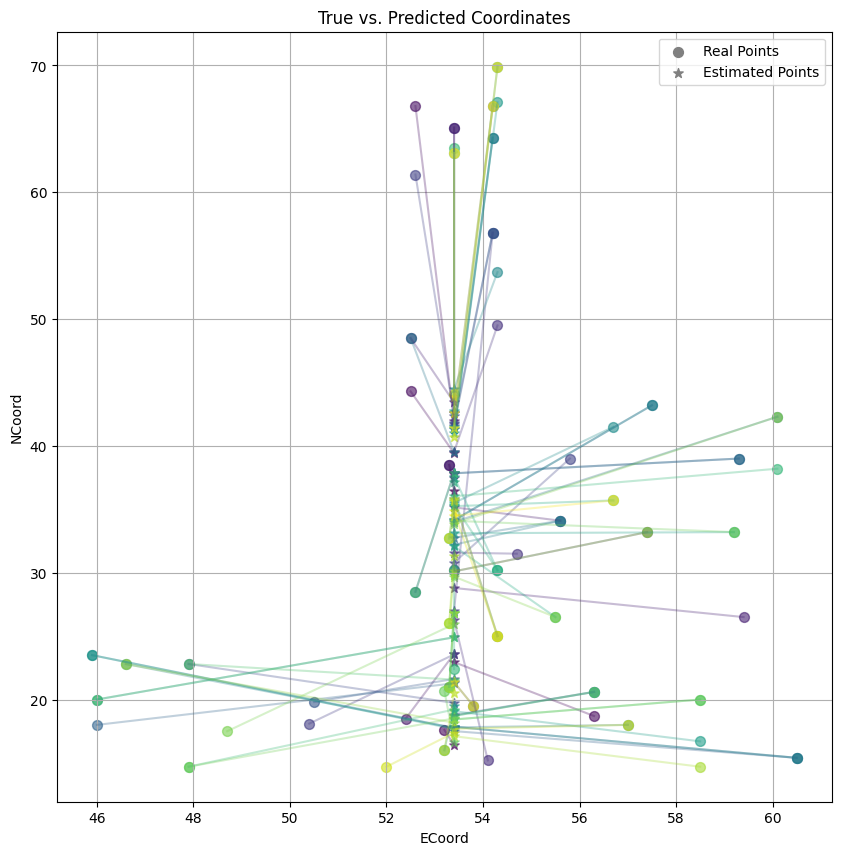 True vs. Predicted Coordinates
Real Points
Estimated Points
NCoord
70
60
50
40
30
20
46 48 50 52 54 56 58 60
ECoord